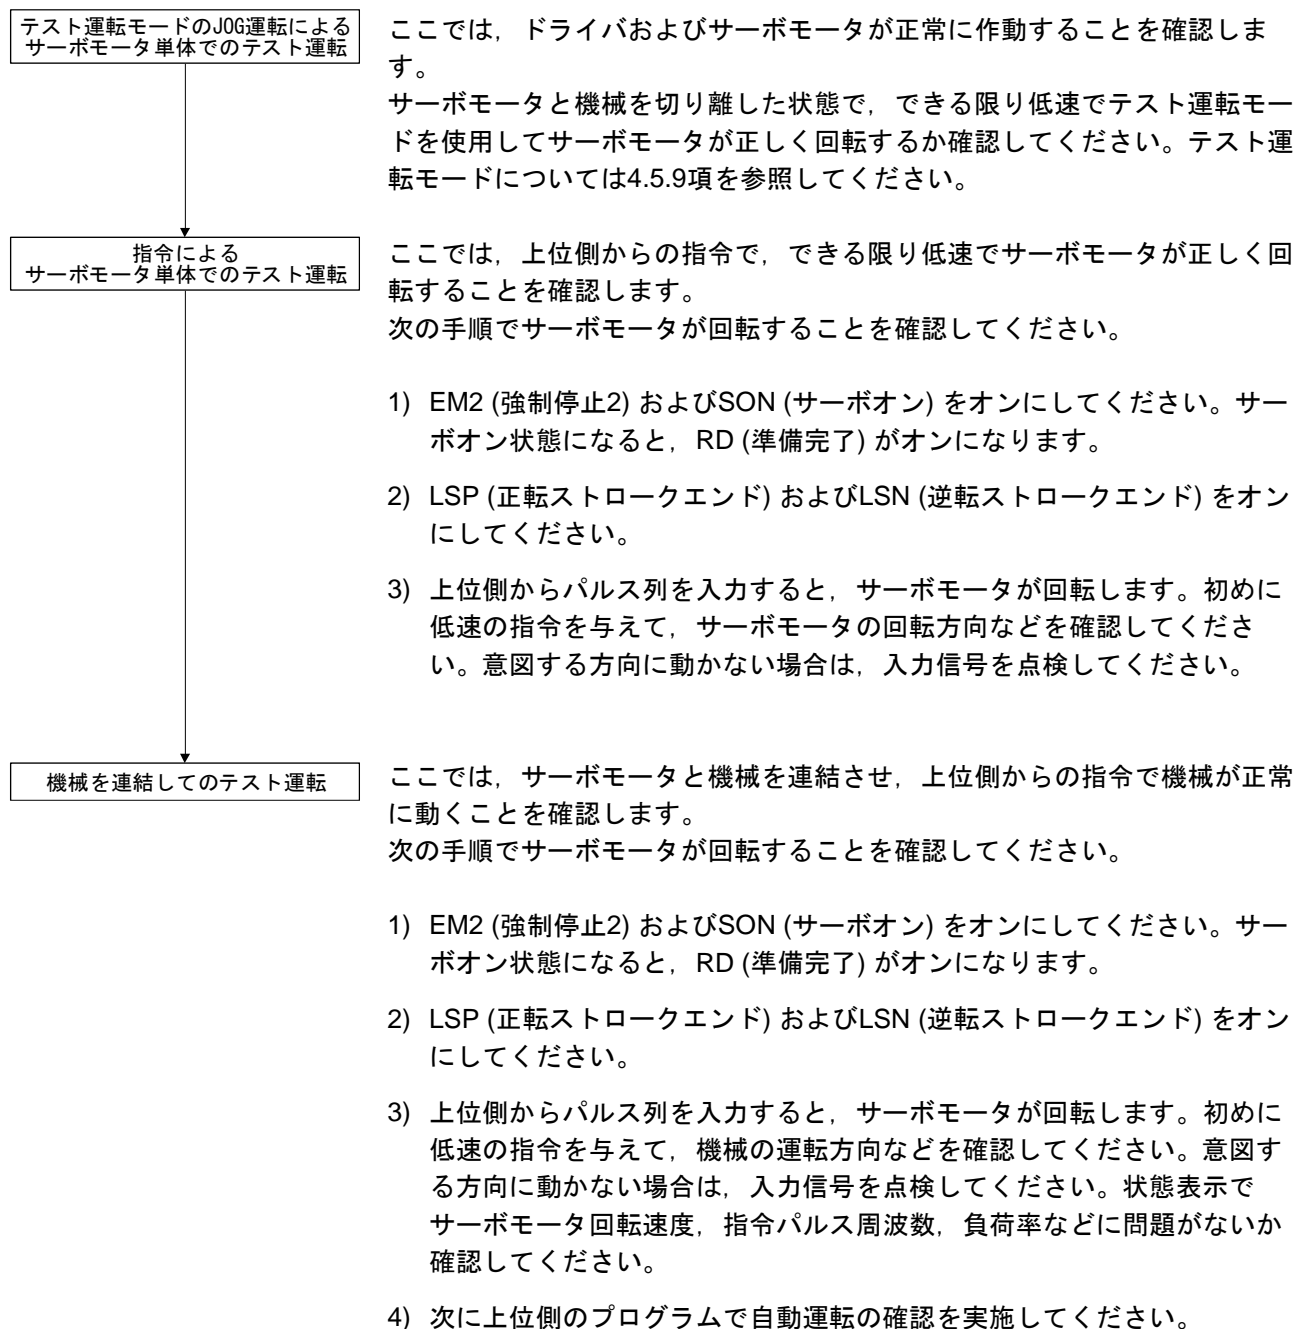 テスト運転モードのJOG運転による
サーボモータ単体でのテスト運転
ここでは，ドライバおよびサーボモータが正常に作動することを確認しま
す。
サーボモータと機械を切り離した状態で，できる限り低速でテスト運転モー
ドを使用してサーボモータが正しく回転するか確認してください。テスト運
転モードについては4.5.9項を参照してください。
指令による
サーボモータ単体でのテスト運転
ここでは，上位側からの指令で，できる限り低速でサーボモータが正しく回
転することを確認します。
次の手順でサーボモータが回転することを確認してください。
1) EM2 (強制停止2) およびSON (サーボオン) をオンにしてください。サー
ボオン状態になると，RD (準備完了) がオンになります。
2) LSP (正転ストロークエンド) およびLSN (逆転ストロークエンド) をオン
にしてください。
3) 上位側からパルス列を入力すると，サーボモータが回転します。初めに
低速の指令を与えて，サーボモータの回転方向などを確認してくださ
い。意図する方向に動かない場合は，入力信号を点検してください。
機械を連結してのテスト運転
ここでは，サーボモータと機械を連結させ，上位側からの指令で機械が正常
に動くことを確認します。
次の手順でサーボモータが回転することを確認してください。
1) EM2 (強制停止2) およびSON (サーボオン) をオンにしてください。サー
ボオン状態になると，RD (準備完了) がオンになります。
2) LSP (正転ストロークエンド) およびLSN (逆転ストロークエンド) をオン
にしてください。
3) 上位側からパルス列を入力すると，サーボモータが回転します。初めに
低速の指令を与えて，機械の運転方向などを確認してください。意図す
る方向に動かない場合は，入力信号を点検してください。状態表示で
サーボモータ回転速度，指令パルス周波数，負荷率などに問題がないか
確認してください。
4) 次に上位側のプログラムで自動運転の確認を実施してください。